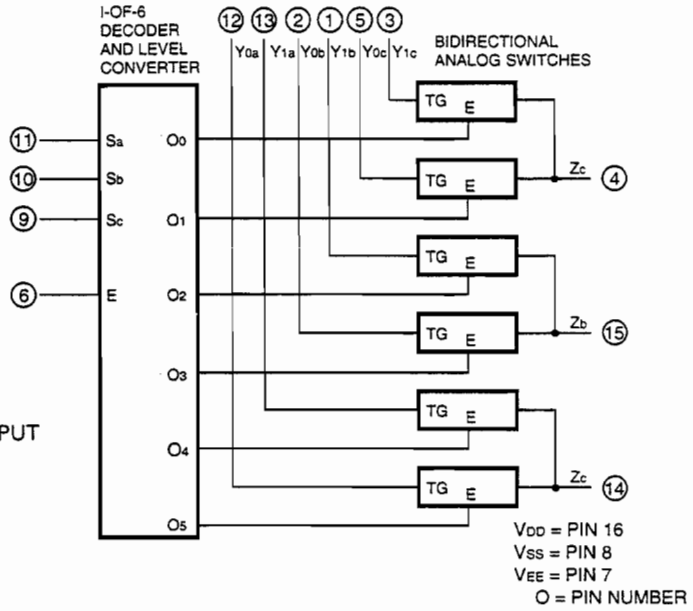 I-OF-6
DECODER
AND LEVEL
CONVERTER
12 13 2 1 5 3
Y0a Y1a Y0b Y1b Y0c Y1c
BIDIRECTIONAL
ANALOG SWITCHES
TG E
11 Sa O0
Zc 4
10 Sb
TG E
9 Sc O1
TG E
6 E O2
Zb 15
TG E
O3
TG E
PUT
O4
Zc 14
TG E
O5
VDD = PIN 16
VSS = PIN 8
VEE = PIN 7
O = PIN NUMBER